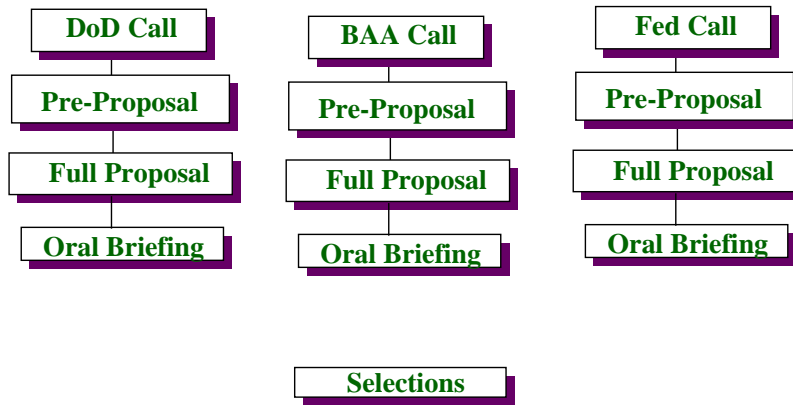 DoD Call
Pre-Proposal
Full Proposal
Oral Briefing
BAA Call
Pre-Proposal
Full Proposal
Oral Briefing
Fed Call
Pre-Proposal
Full Proposal
Oral Briefing
Selections